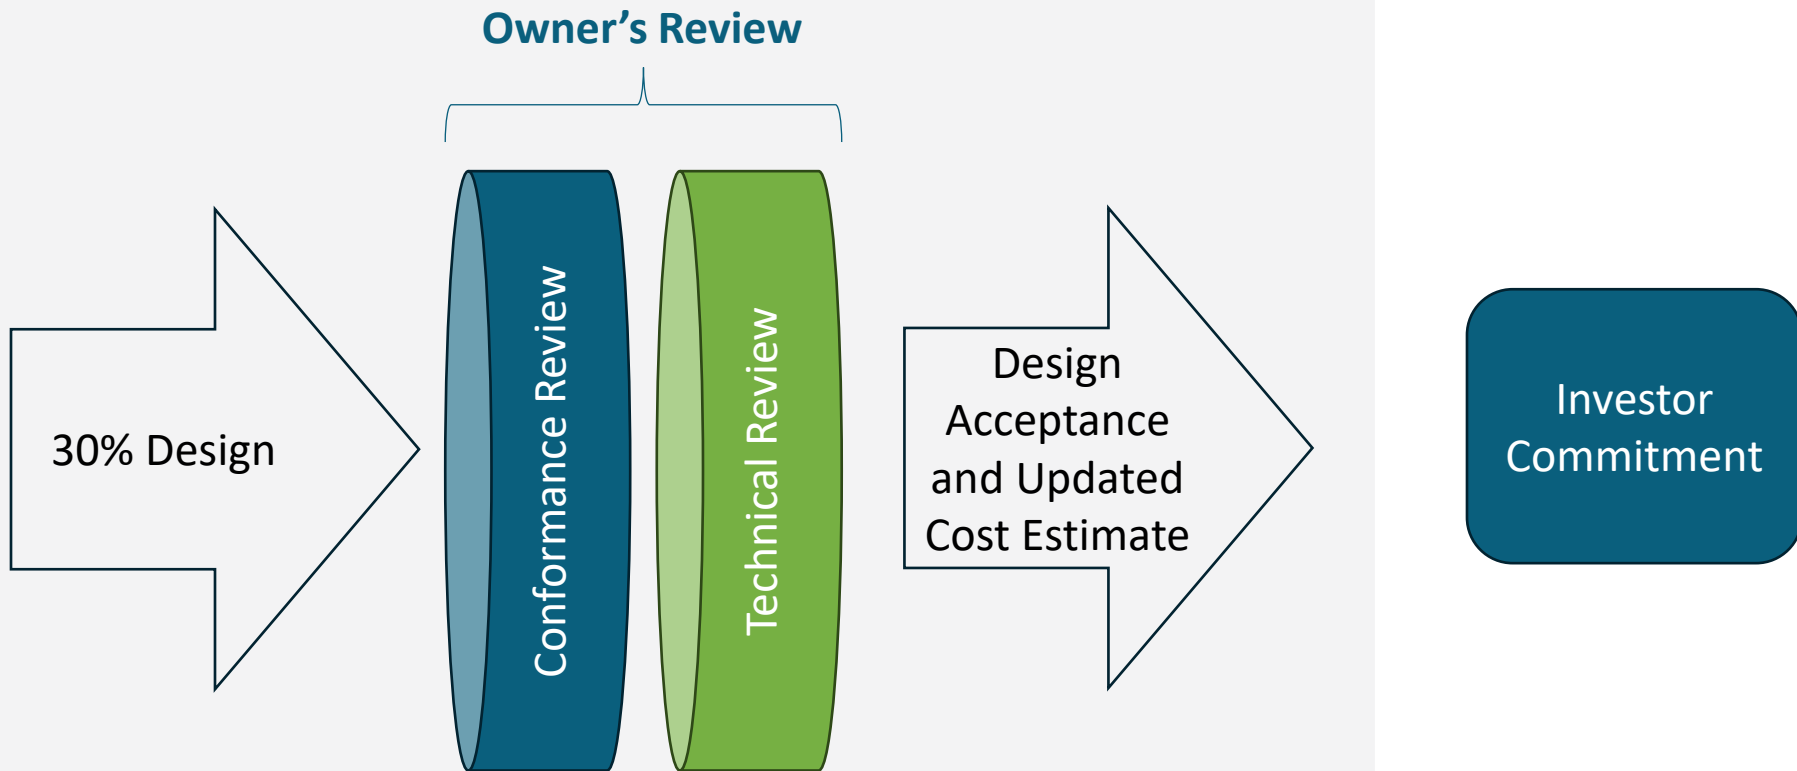 Owner’s Review
30% Design
Conformance Review
Technical Review
Design
Acceptance
and Updated
Cost Estimate
Investor
Commitment